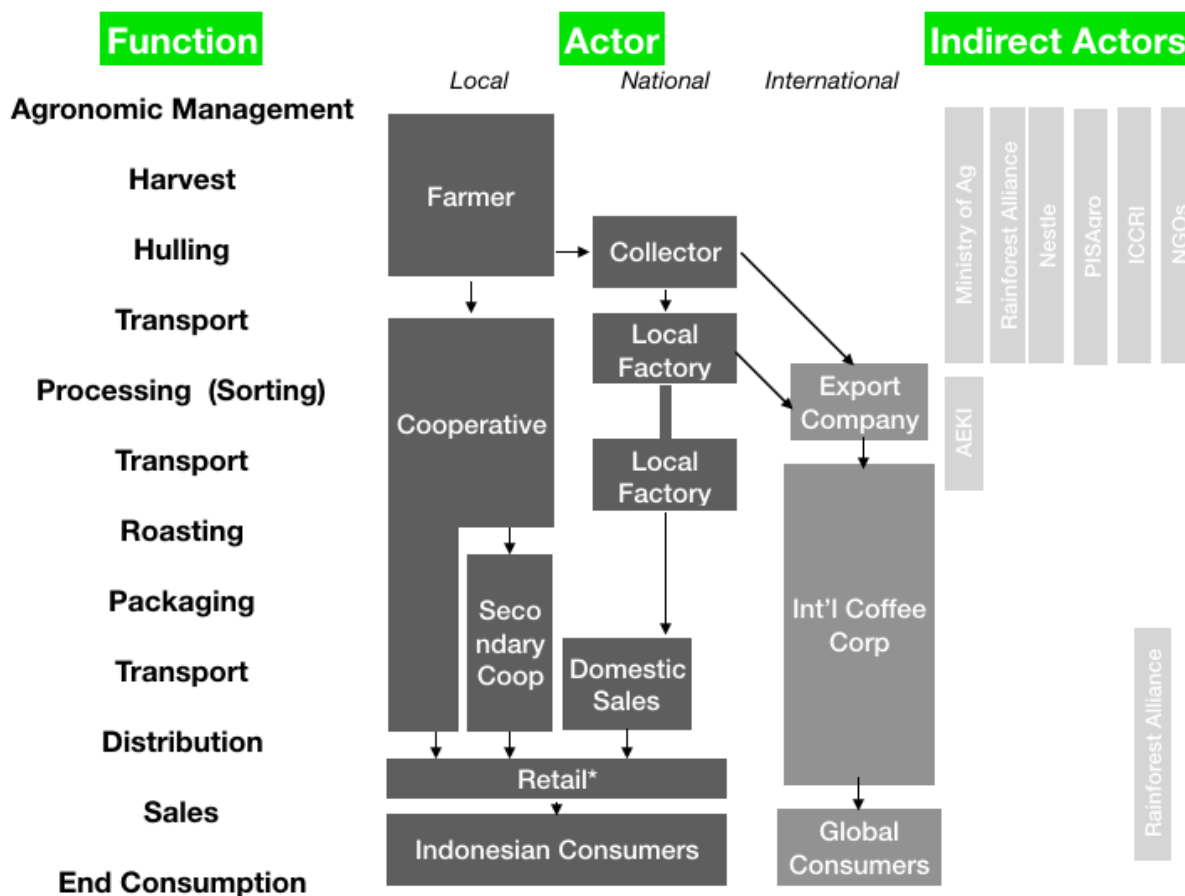 Function
Actor
Indirect Actors
Local
National
International
Agronomic Management
Harvest
Hulling
Transport
Processing (Sorting)
Transport
Roasting
Packaging
Transport
Distribution
Sales
End Consumption
Farmer
Collector
Local
Factory
Export
Company
Cooperative
Local
Factory
Seco
ndary
Coop
Domestic
Sales
Int'l Coffee
Corp
Retail*
Indonesian Consumers
Global
Consumers
Ministry of Ag
Rainforest Alliance
Nestle
PISAgro
ICCRI
NGOs
AEKI
Rainforest Alliance